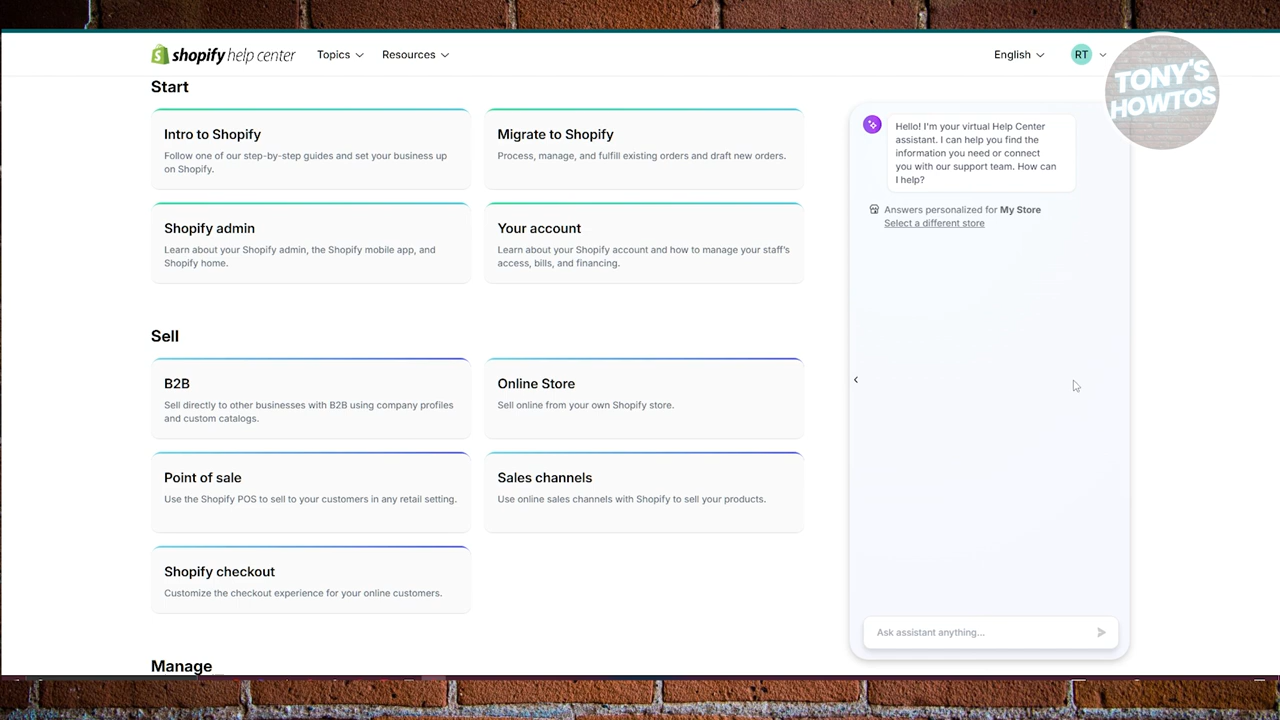 shopify help center
Topics
Resources
English
RT
TONY'S
HOWTOS
Start
Intro to Shopify
Follow one of our step-by-step guides and set your business up
on Shopify.
Migrate to Shopify
Process, manage, and fulfill existing orders and draft new orders.
Shopify admin
Learn about your Shopify admin, the Shopify mobile app, and
Shopify home.
Your account
Learn about your Shopify account and how to manage your staff's
access, bills, and financing.
Sell
B2B
Sell directly to other businesses with B2B using company profiles
and custom catalogs.
Online Store
Sell online from your own Shopify store.
Point of sale
Use the Shopify POS to sell to your customers in any retail setting.
Sales channels
Use online sales channels with Shopify to sell your products.
Shopify checkout
Customize the checkout experience for your online customers.
Manage
Hello! I'm your virtual Help Center
assistant. I can help you find the
information you need or connect
you with our support team. How can
I help?
Answers personalized for My Store
Select a different store
Ask assistant anything...